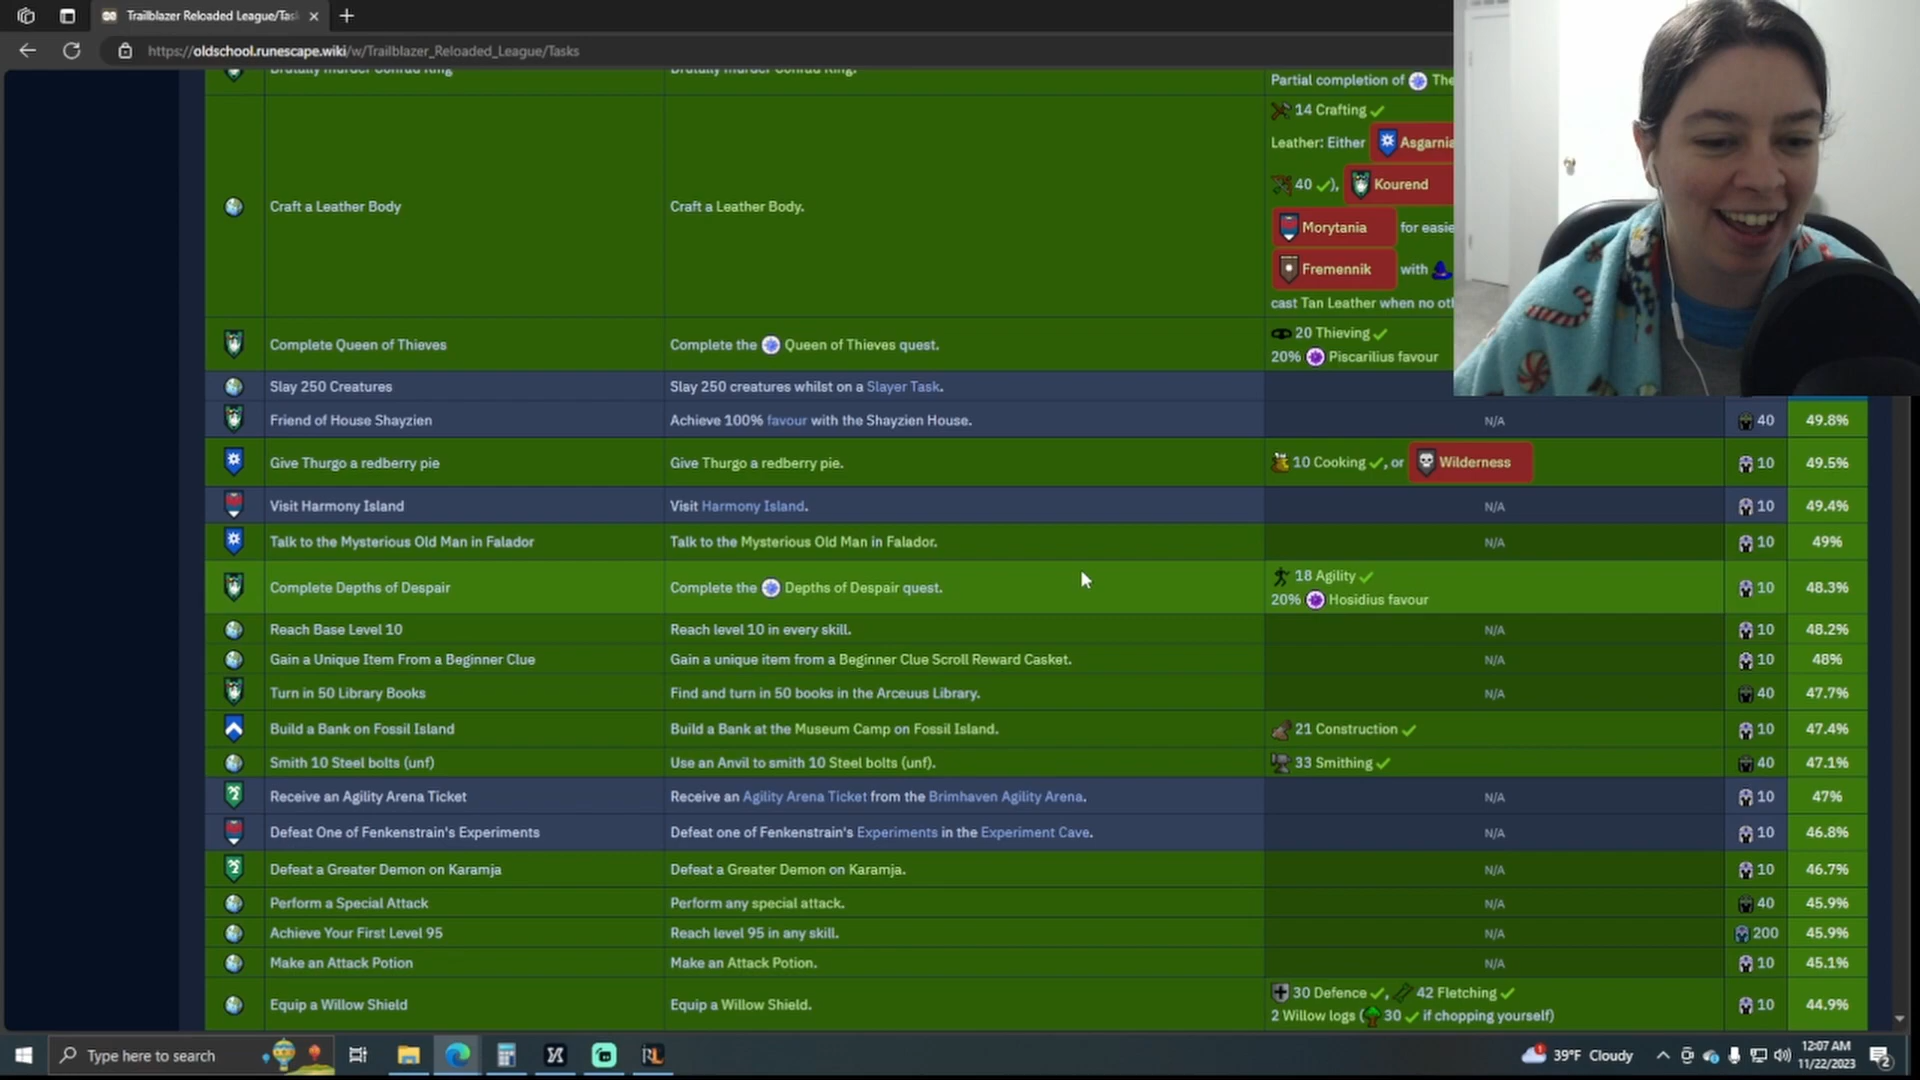 Trailblazer Reloaded League/Tas
https://oldschool.runescape.wiki/w/Trailblazer_Reloaded_League/Tasks
Brutally murder Conrad King Brutally murder Conrad King. Partial completion of The
Craft a Leather Body Craft a Leather Body. 14 Crafting
Leather: Either Asgarnia
40 ), Kourend
Morytania for easie
Fremennik with
cast Tan Leather when no oth
Complete Queen of Thieves Complete the Queen of Thieves quest. 20 Thieving
20% Piscarilius favour
Slay 250 Creatures Slay 250 creatures whilst on a Slayer Task.
Friend of House Shayzien Achieve 100% favour with the Shayzien House. N/A 40 49.8%
Give Thurgo a redberry pie Give Thurgo a redberry pie. 10 Cooking , or Wilderness 10 49.5%
Visit Harmony Island Visit Harmony Island. N/A 10 49.4%
Talk to the Mysterious Old Man in Falador Talk to the Mysterious Old Man in Falador. N/A 10 49%
Complete Depths of Despair Complete the Depths of Despair quest. 18 Agility
20% Hosidius favour 10 48.3%
Reach Base Level 10 Reach level 10 in every skill. N/A 10 48.2%
Gain a Unique Item From a Beginner Clue Gain a unique item from a Beginner Clue Scroll Reward Casket. N/A 10 48%
Turn in 50 Library Books Find and turn in 50 books in the Arceuus Library. N/A 40 47.7%
Build a Bank on Fossil Island Build a Bank at the Museum Camp on Fossil Island. 21 Construction 10 47.4%
Smith 10 Steel bolts (unf) Use an Anvil to smith 10 Steel bolts (unf). 33 Smithing 40 47.1%
Receive an Agility Arena Ticket Receive an Agility Arena Ticket from the Brimhaven Agility Arena. N/A 10 47%
Defeat One of Fenkenstrain's Experiments Defeat one of Fenkenstrain's Experiments in the Experiment Cave. N/A 10 46.8%
Defeat a Greater Demon on Karamja Defeat a Greater Demon on Karamja. N/A 10 46.7%
Perform a Special Attack Perform any special attack. N/A 40 45.9%
Achieve Your First Level 95 Reach level 95 in any skill. N/A 200 45.9%
Make an Attack Potion Make an Attack Potion. N/A 10 45.1%
Equip a Willow Shield Equip a Willow Shield. 30 Defence , 42 Fletching
2 Willow logs ( 30 if chopping yourself) 10 44.9%
Type here to search 39°F Cloudy 12:07 AM
11/22/2023 2